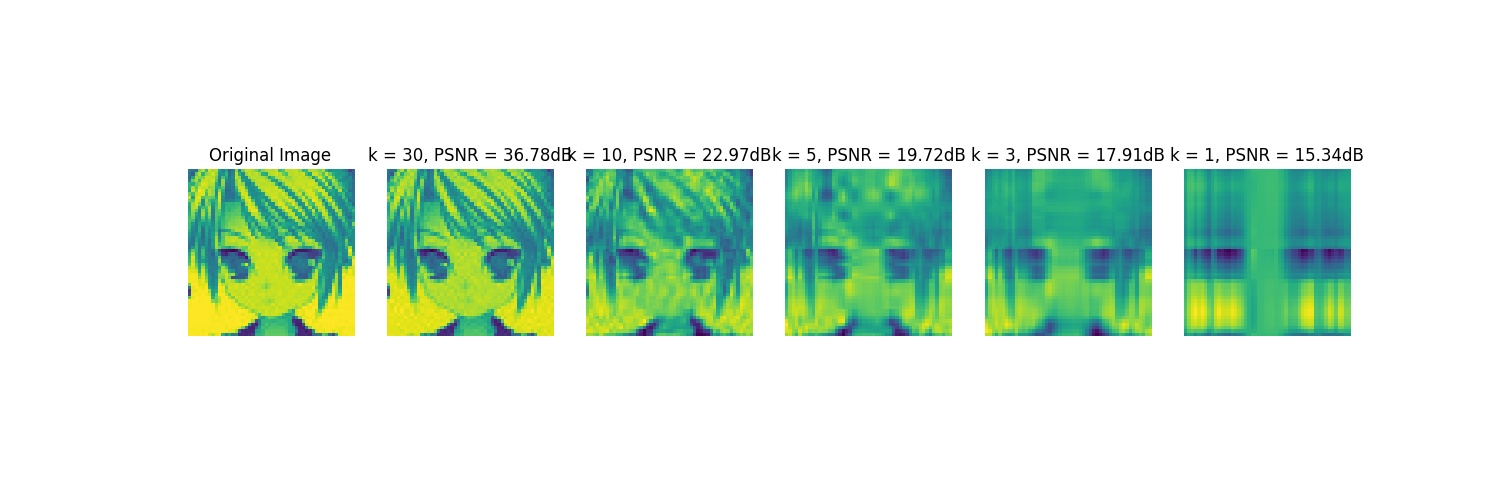 Original Image
k = 30, PSNR = 36.78dB
k = 10, PSNR = 22.97dB
k = 5, PSNR = 19.72dB
k = 3, PSNR = 17.91dB
k = 1, PSNR = 15.34dB